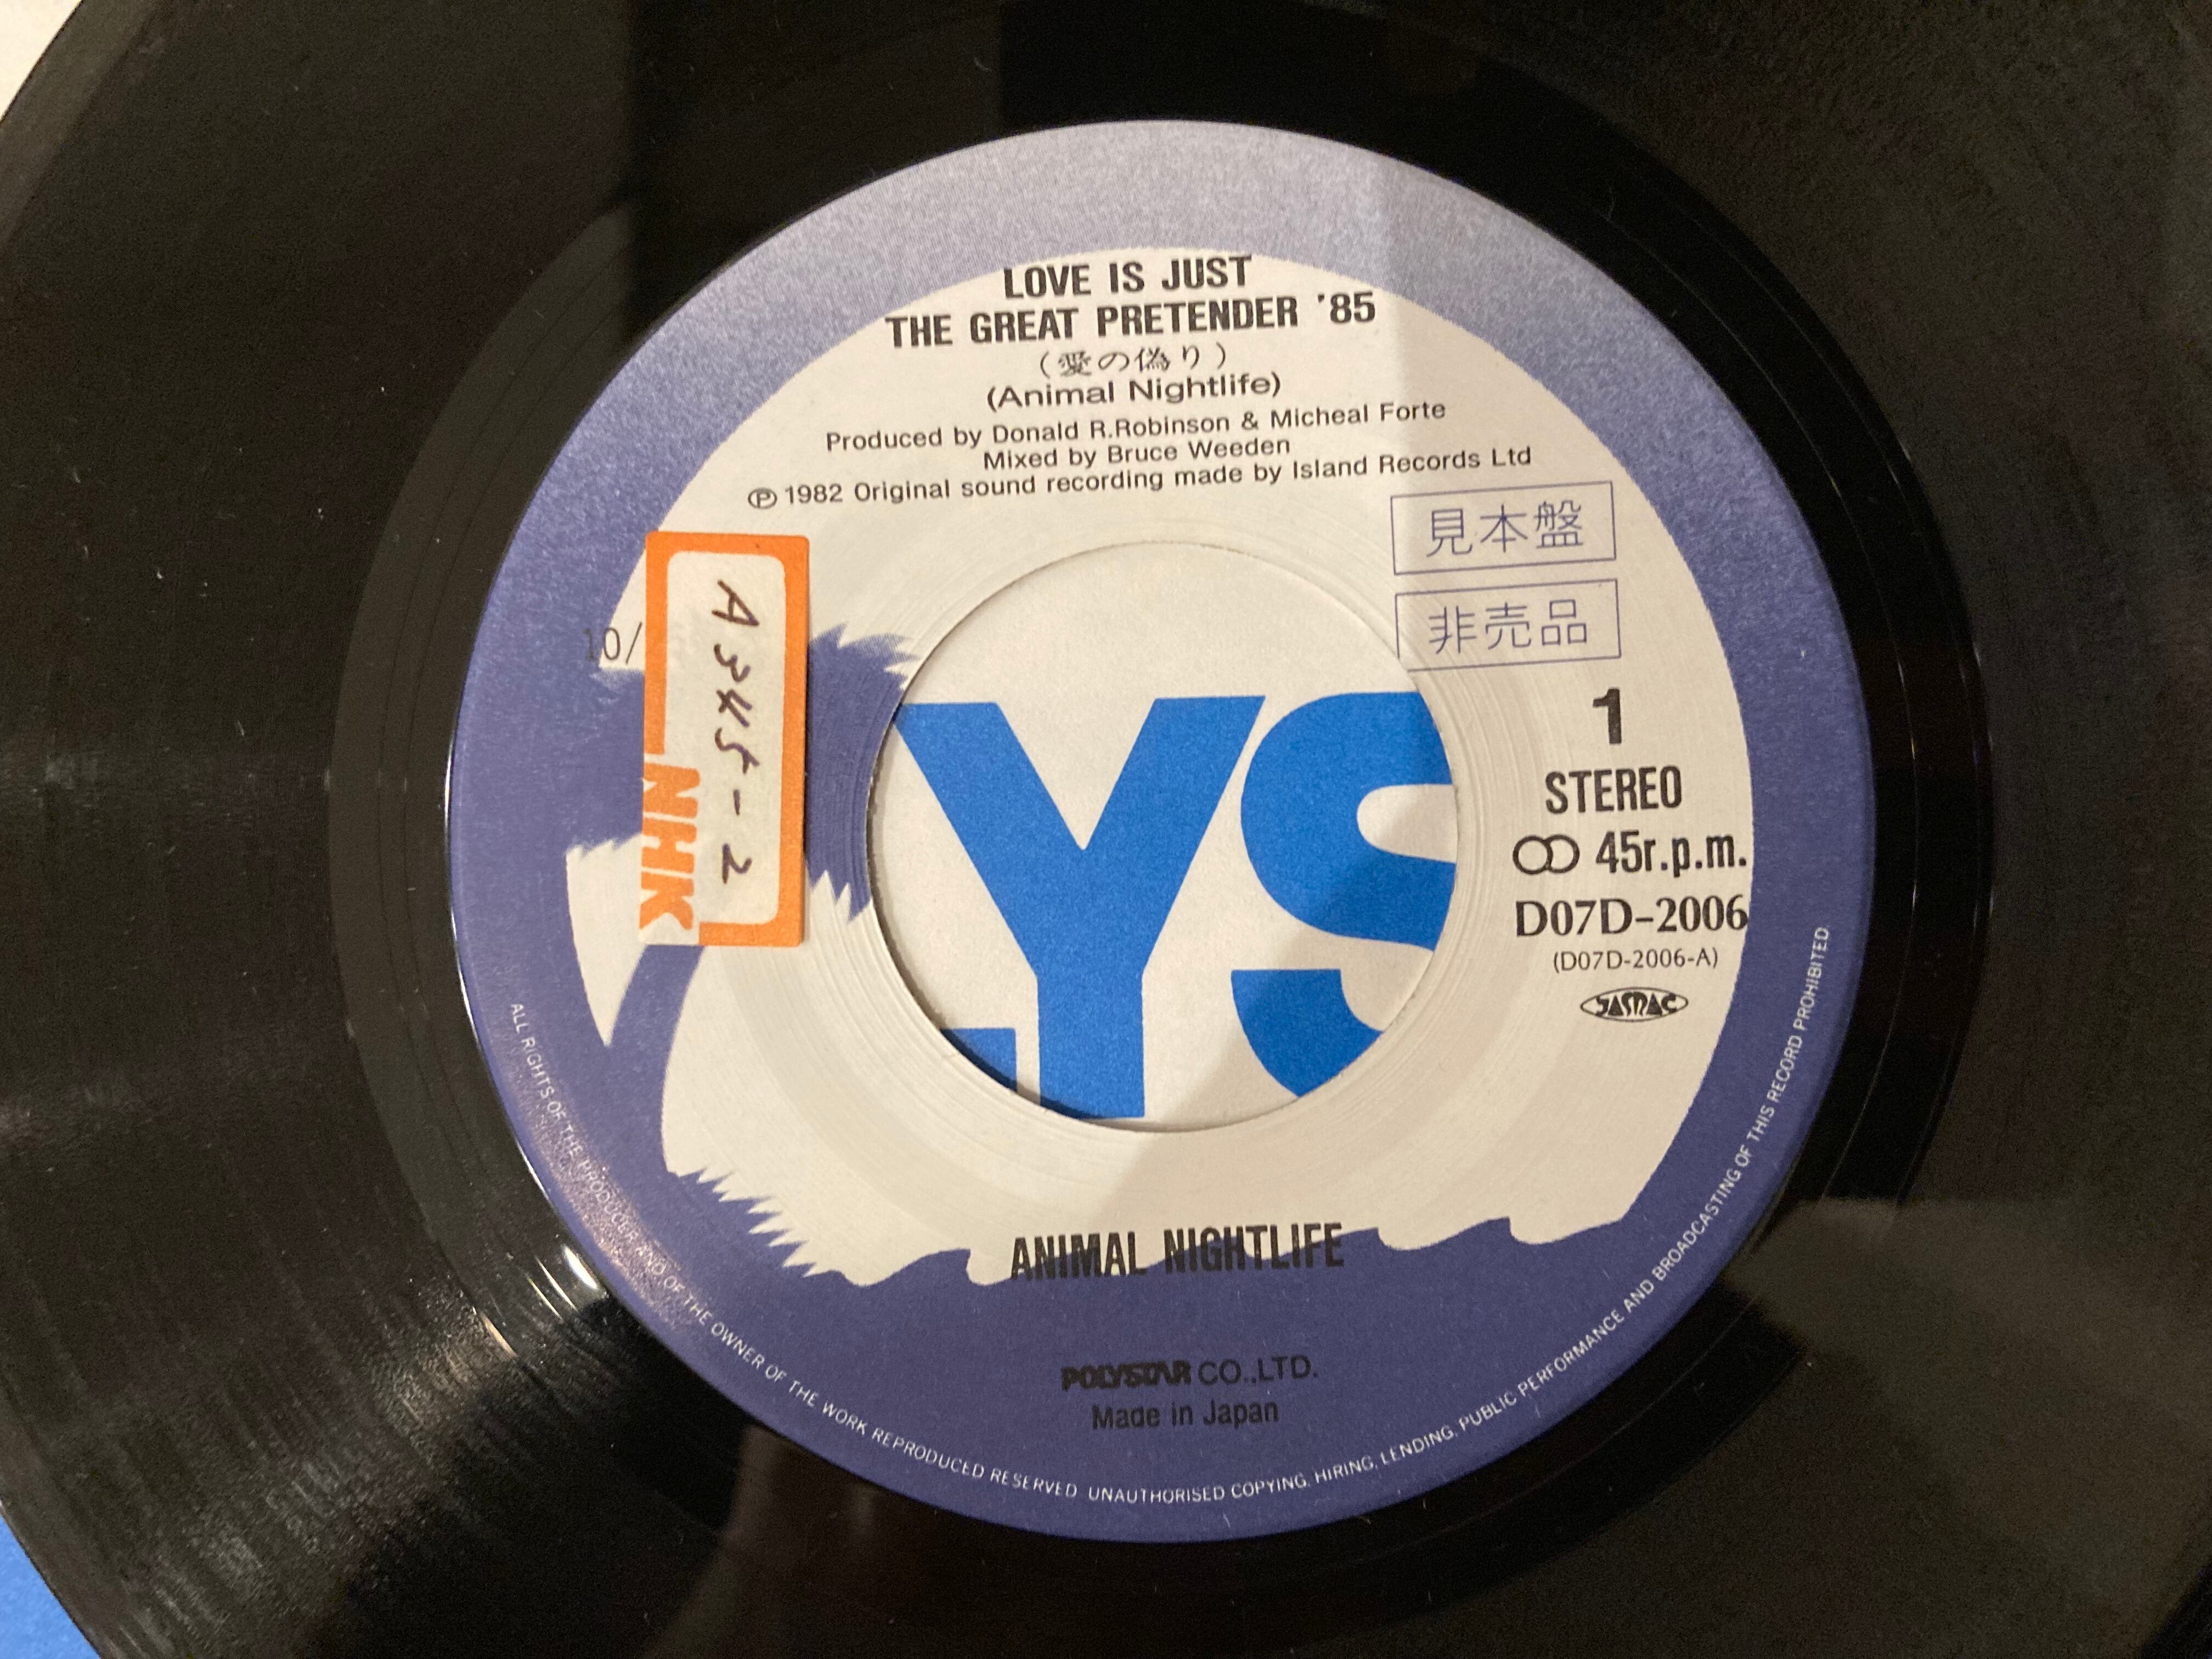 LOVE IS JUST
THE GREAT PRETENDER '85
(愛の偽り)
(Animal Nightlife)
Produced by Donald R.Robinson & Micheal Forte
Mixed by Bruce Weeden
℗ 1982 Original sound recording made by Island Records Ltd
見本盤
非売品
10/
A3445-2
NHK
YS
1
STEREO
45r.p.m.
D07D-2006
(D07D-2006-A)
JASRAC
ANIMAL NIGHTLIFE
POLYSTAR CO.,LTD.
Made in Japan
ALL RIGHTS OF THE PRODUCER AND OF THE OWNER OF THE WORK REPRODUCED RESERVED UNAUTHORISED COPYING, HIRING, LENDING, PUBLIC PERFORMANCE AND BROADCASTING OF THIS RECORD PROHIBITED